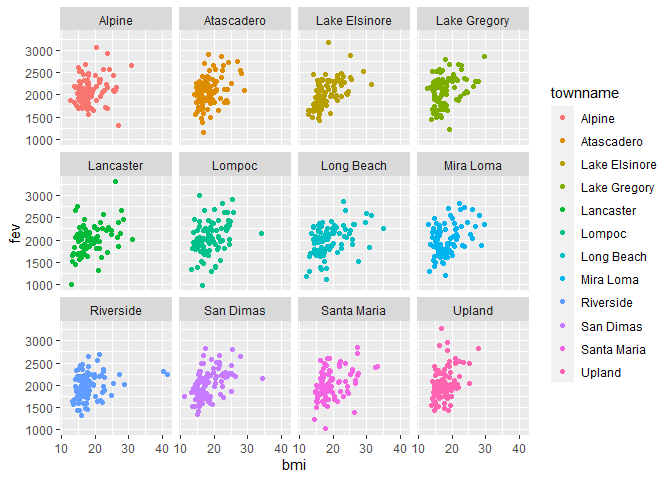 Alpine Atascadero Lake Elsinore Lake Gregory
3000
2500
2000
1500
1000
Lancaster Lompoc Long Beach Mira Loma
3000
2500
2000
1500
1000
Riverside San Dimas Santa Maria Upland
3000
2500
2000
1500
1000
10 20 30 40 10 20 30 40 10 20 30 40 10 20 30 40
bmi
fev
townname
Alpine
Atascadero
Lake Elsinore
Lake Gregory
Lancaster
Lompoc
Long Beach
Mira Loma
Riverside
San Dimas
Santa Maria
Upland